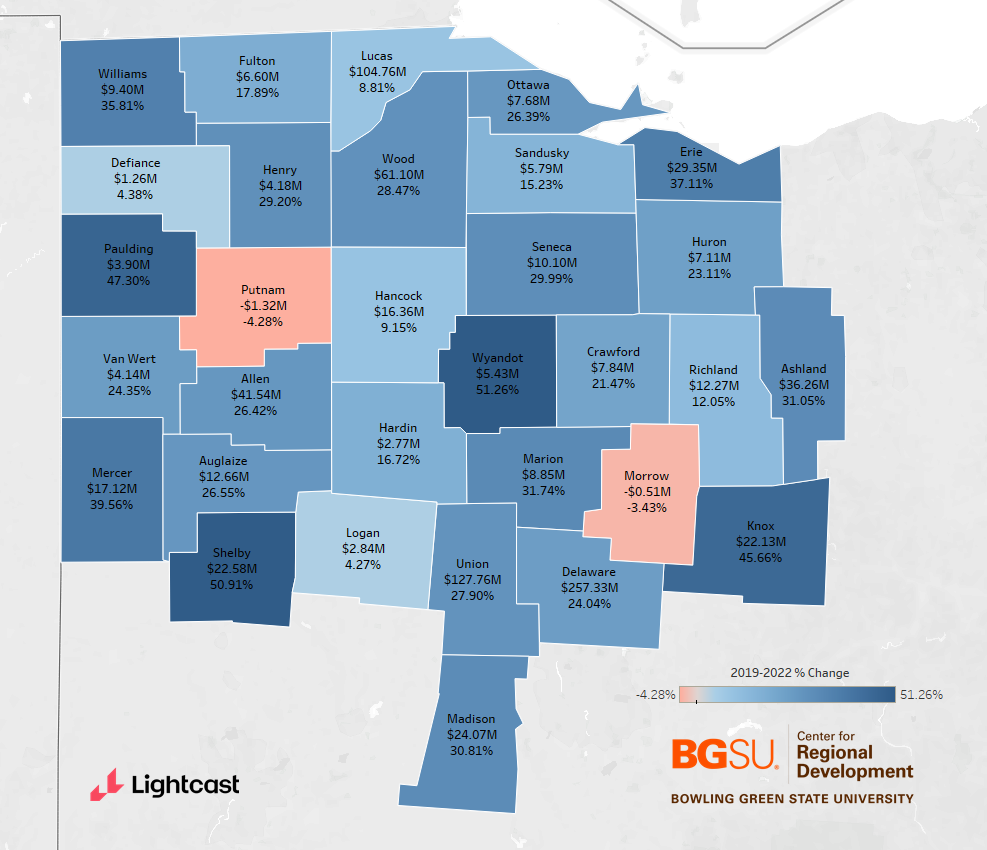 Williams
$9.40M
35.81%
Fulton
$6.60M
17.89%
Lucas
$104.76M
8.81%
Ottawa
$7.68M
26.39%
Defiance
$1.26M
4.38%
Henry
$4.18M
29.20%
Wood
$61.10M
28.47%
Sandusky
$5.79M
15.23%
Erie
$29.35M
37.11%
Paulding
$3.90M
47.30%
Putnam
-$1.32M
-4.28%
Hancock
$16.36M
9.15%
Seneca
$10.10M
29.99%
Huron
$7.11M
23.11%
Van Wert
$4.14M
24.35%
Allen
$41.54M
26.42%
Wyandot
$5.43M
51.26%
Crawford
$7.84M
21.47%
Richland
$12.27M
12.05%
Ashland
$36.26M
31.05%
Mercer
$17.12M
39.56%
Auglaize
$12.66M
26.55%
Hardin
$2.77M
16.72%
Marion
$8.85M
31.74%
Morrow
-$0.51M
-3.43%
Shelby
$22.58M
50.91%
Logan
$2.84M
4.27%
Union
$127.76M
27.90%
Delaware
$257.33M
24.04%
Knox
$22.13M
45.66%
Madison
$24.07M
30.81%
2019-2022 % Change
-4.28% 51.26%
Lightcast
BGSU®
Center for
Regional
Development
BOWLING GREEN STATE UNIVERSITY